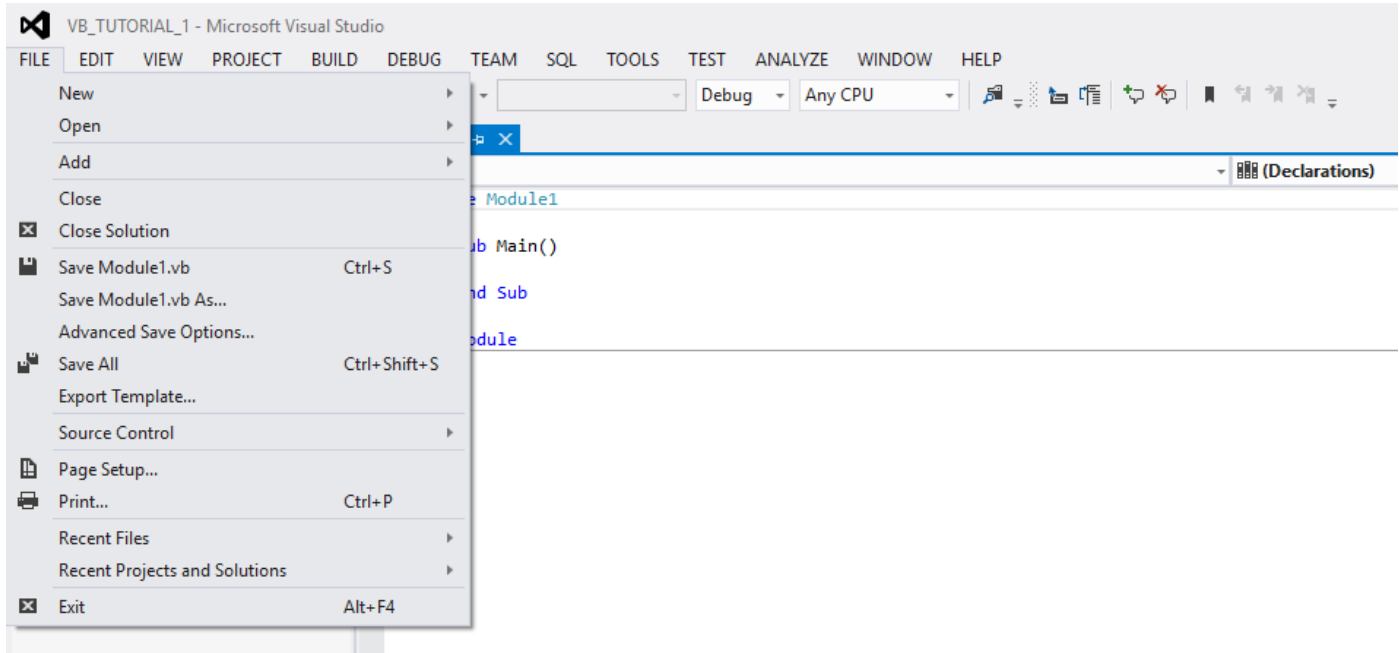 VB_TUTORIAL_1 - Microsoft Visual Studio
FILE EDIT VIEW PROJECT BUILD DEBUG TEAM SQL TOOLS TEST ANALYZE WINDOW HELP
Debug Any CPU
New
Open
Add
Close
Close Solution
Save Module1.vb Ctrl+S
Save Module1.vb As...
Advanced Save Options...
Save All Ctrl+Shift+S
Export Template...
Source Control
Page Setup...
Print... Ctrl+P
Recent Files
Recent Projects and Solutions
Exit Alt+F4
(Declarations)
e Module1
ub Main()
nd Sub
odule